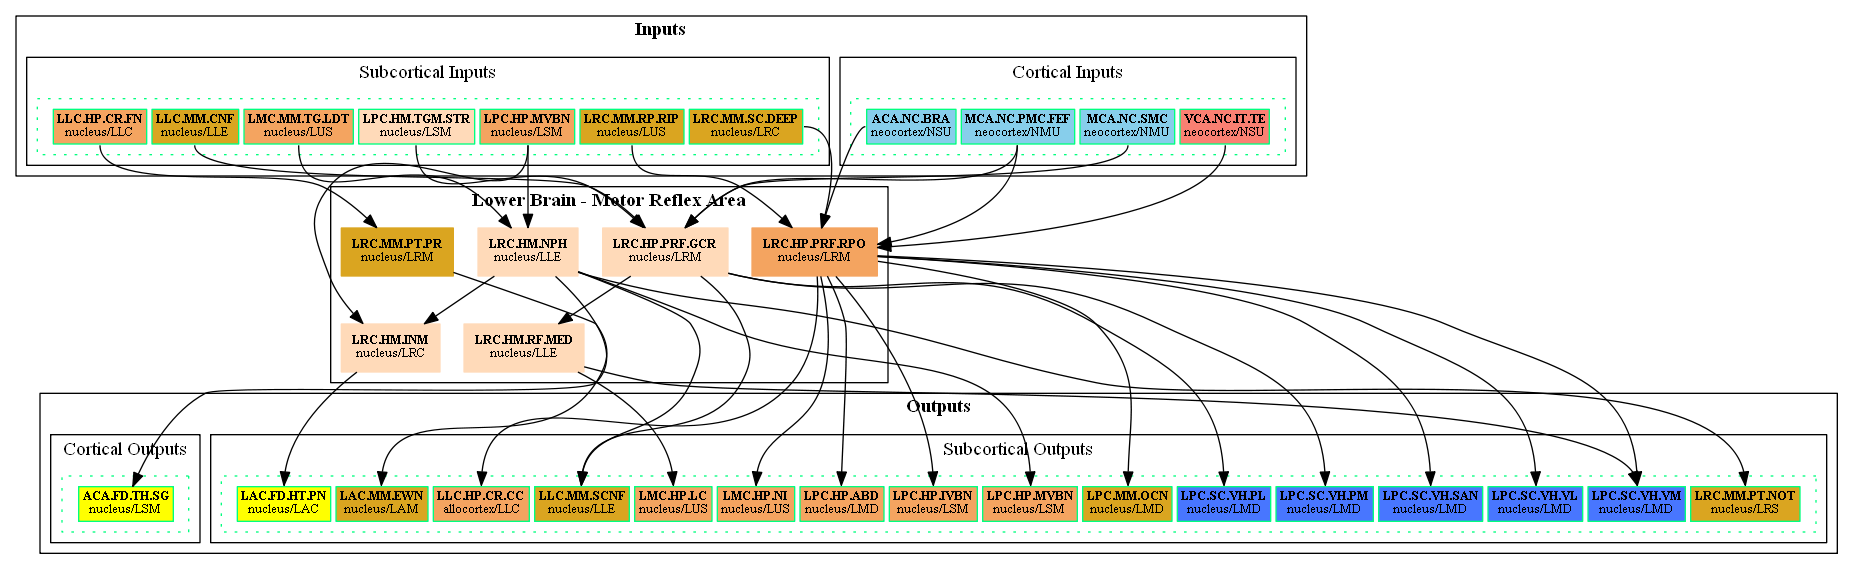 Inputs
Subcortical Inputs
Cortical Inputs
LLC.HP.CR.FN
nucleus/LLC
LLC.MM.CNF
nucleus/LLE
LMC.MM.TG.LDT
nucleus/LUS
LPC.HM.TGM.STR
nucleus/LSM
LPC.HP.MVBN
nucleus/LSM
LRC.MM.RP.RIP
nucleus/LUS
LRC.MM.SC.DEEP
nucleus/LRC
ACA.NC.BRA
neocortex/NSU
MCA.NC.PMC.FEF
neocortex/NMU
MCA.NC.SMC
neocortex/NMU
VCA.NC.IT.TE
neocortex/NSU
Lower Brain - Motor Reflex Area
LRC.MM.PT.PR
nucleus/LRM
LRC.HM.NPH
nucleus/LLE
LRC.HP.PRF.GCR
nucleus/LRM
LRC.HP.PRF.RPO
nucleus/LRM
LRC.HM.INM
nucleus/LRC
LRC.HM.RF.MED
nucleus/LLE
Outputs
Cortical Outputs
Subcortical Outputs
ACA.FD.TH.SG
nucleus/LSM
LAC.FD.HT.PN
nucleus/LAC
LAC.MM.EWN
nucleus/LAM
LLC.HP.CR.CC
allocortex/LLC
LLC.MM.SCNF
nucleus/LLE
LMC.HP.LC
nucleus/LUS
LMC.HP.NI
nucleus/LUS
LPC.HP.ABD
nucleus/LMD
LPC.HP.IVBN
nucleus/LSM
LPC.HP.MVBN
nucleus/LSM
LPC.MM.OCN
nucleus/LMD
LPC.SC.VH.PL
nucleus/LMD
LPC.SC.VH.PM
nucleus/LMD
LPC.SC.VH.SAN
nucleus/LMD
LPC.SC.VH.VL
nucleus/LMD
LPC.SC.VH.VM
nucleus/LMD
LRC.MM.PT.NOT
nucleus/LRS